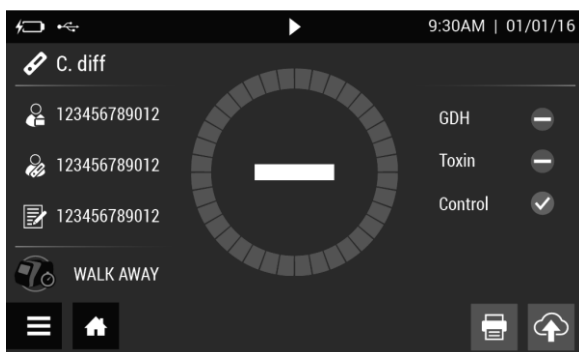 9:30AM | 01/01/16
C. diff
123456789012
123456789012
123456789012
WALK AWAY
GDH
Toxin
Control